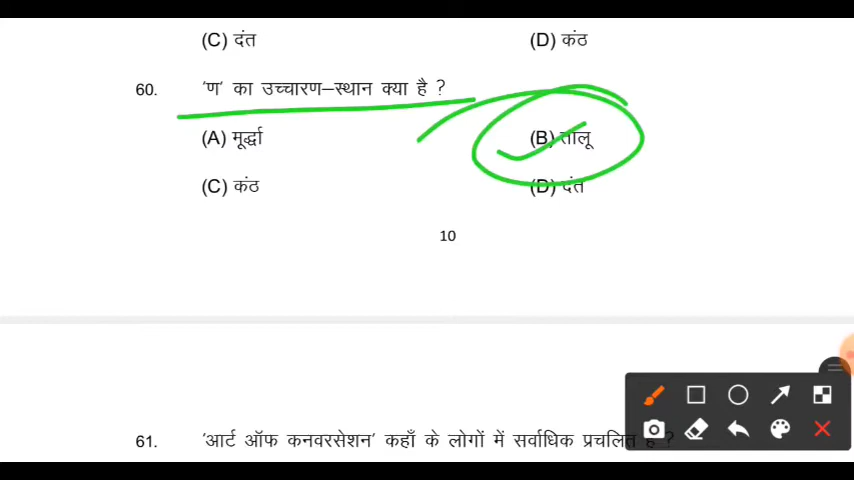 (C) दंत (D) कंठ
60. ‘ण’ का उच्चारण–स्थान क्या है ?
(A) मूर्द्धा (B) तालू
(C) कंठ (D) दंत
10
61. ‘आर्ट ऑफ कनवरसेशन’ कहाँ के लोगों में सर्वाधिक प्रचलित है ?